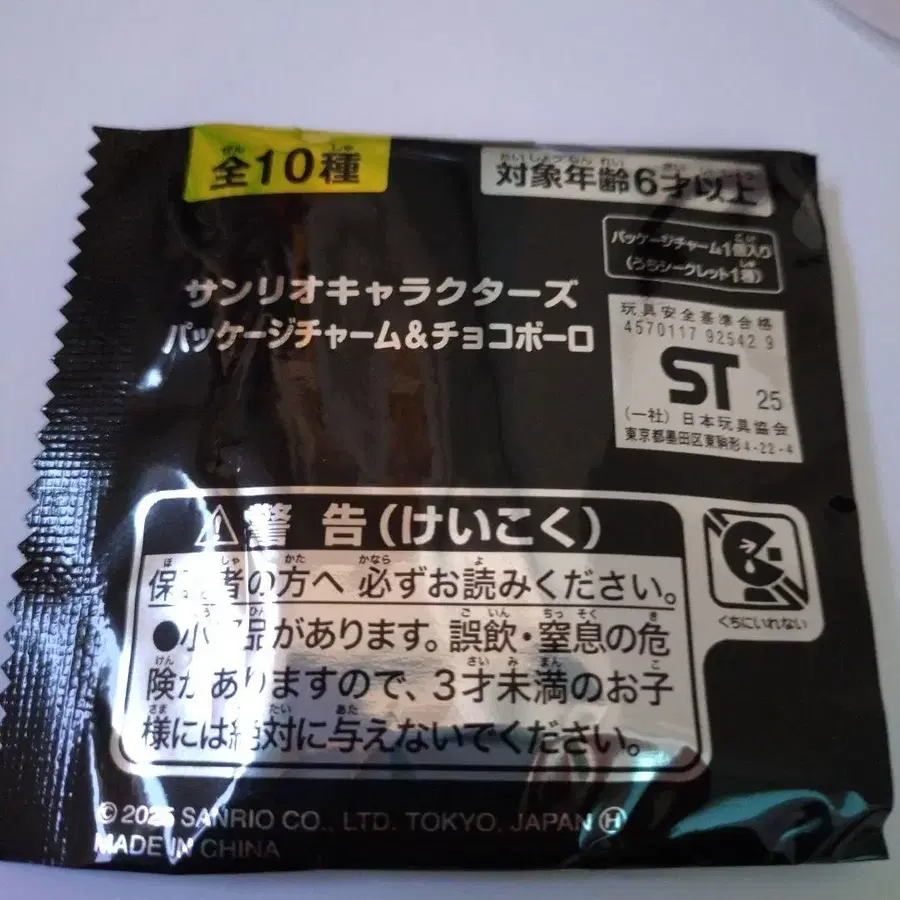 全10種
対象年齢6才以上
パッケージチャーム1個入り
(うちシークレット1種)
サンリオキャラクターズ
パッケージチャーム&チョコボーロ
玩具安全基準合格
4570117 92542 9
ST 25
(一社)日本玩具協会
東京都墨田区東駒形4-22-4
⚠警告(けいこく)
保護者の方へ 必ずお読みください。
●小部品があります。誤飲・窒息の危
険がありますので、3才未満のお子
様には絶対に与えないでください。
くちにいれない
© 2025 SANRIO CO., LTD. TOKYO, JAPAN Ⓗ
MADE IN CHINA